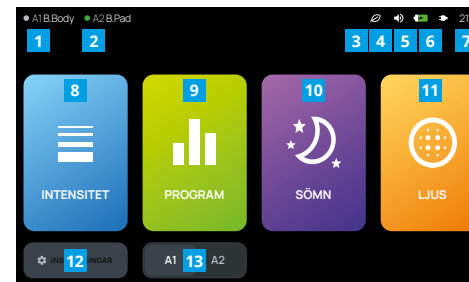 A1 B.Body A2 B.Pad 21
1 2 3 4 5 6 7
8 9 10 11
INTENSITET PROGRAM SÖMN LJUS
12 A1 13 A2